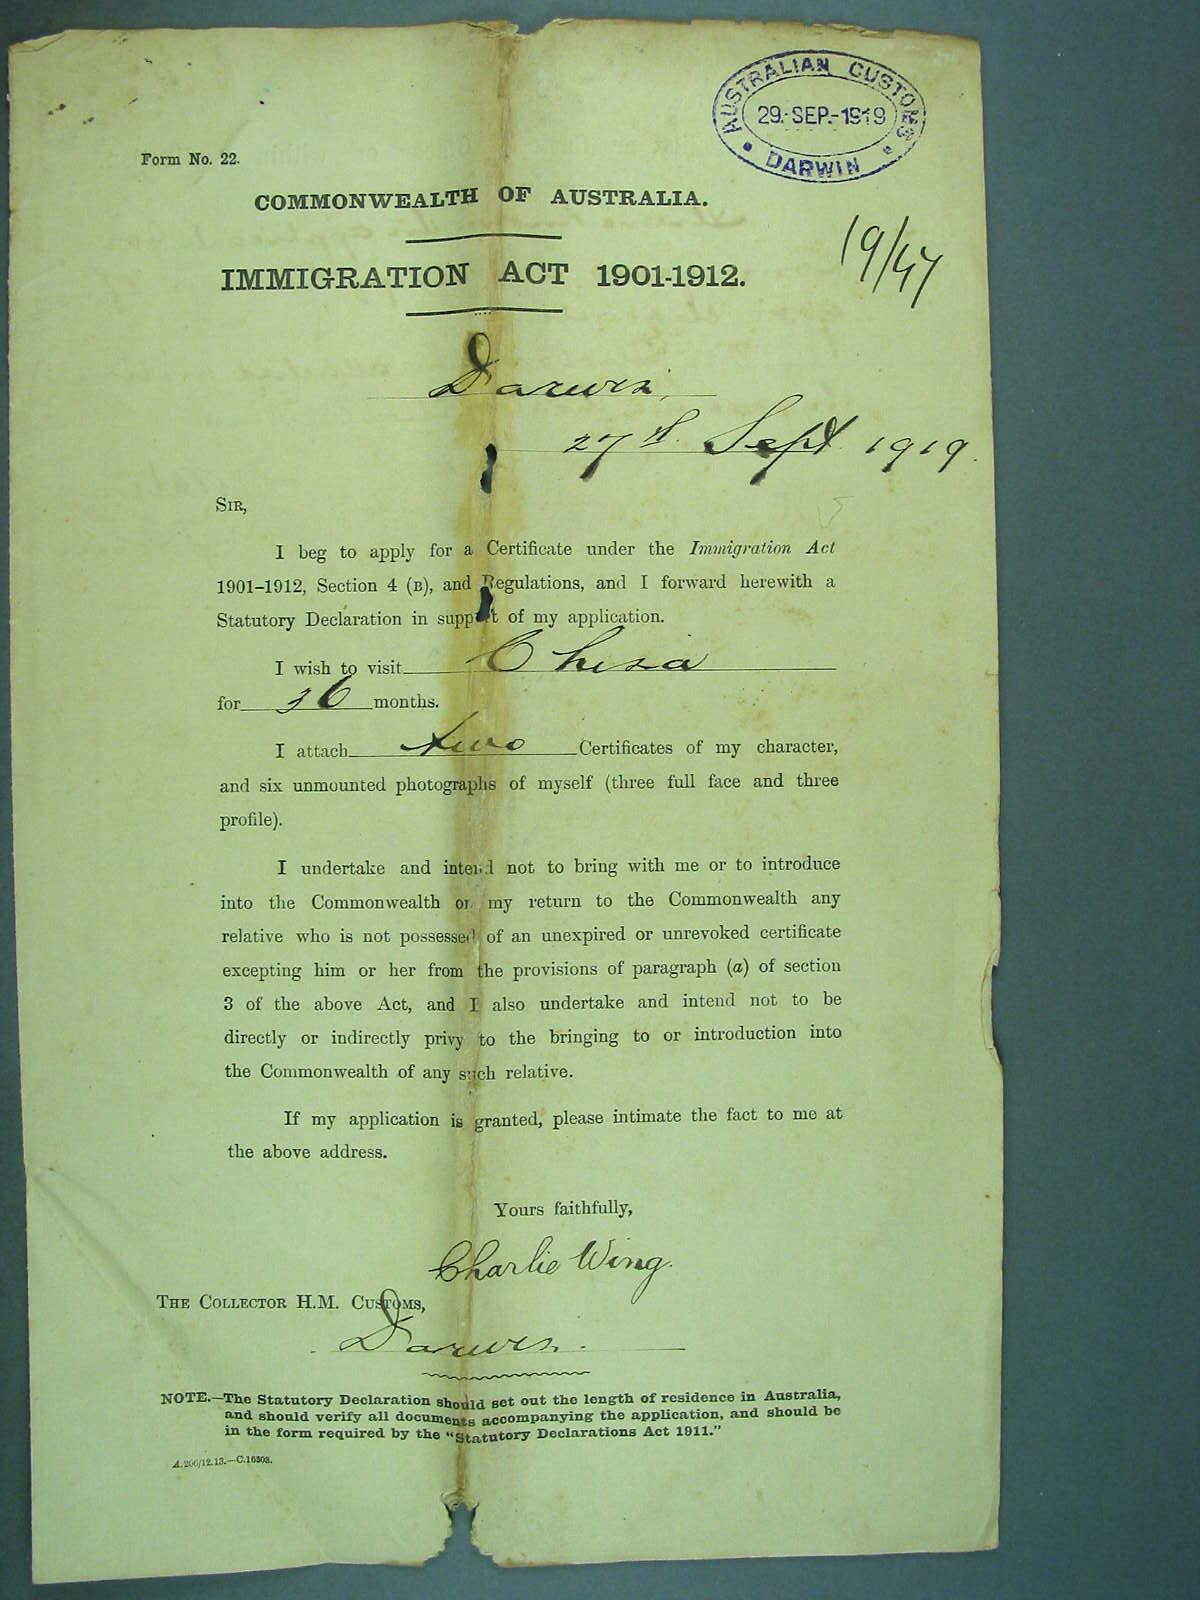 AUSTRALIAN CUSTOMS
29.-SEP.-1919
DARWIN
Form No. 22.
COMMONWEALTH OF AUSTRALIA.
19/47
IMMIGRATION ACT 1901-1912.
Darwin,
27th Sept 1919.
SIR,
I beg to apply for a Certificate under the Immigration Act
1901–1912, Section 4 (B), and Regulations, and I forward herewith a
Statutory Declaration in support of my application.
I wish to visit China
for 36 months.
I attach two Certificates of my character,
and six unmounted photographs of myself (three full face and three
profile).
I undertake and intend not to bring with me or to introduce
into the Commonwealth on my return to the Commonwealth any
relative who is not possessed of an unexpired or unrevoked certificate
excepting him or her from the provisions of paragraph (a) of section
3 of the above Act, and I also undertake and intend not to be
directly or indirectly privy to the bringing to or introduction into
the Commonwealth of any such relative.
If my application is granted, please intimate the fact to me at
the above address.
Yours faithfully,
Charlie Wing.
THE COLLECTOR H.M. CUSTOMS,
Darwin.
NOTE.—The Statutory Declaration should set out the length of residence in Australia,
and should verify all documents accompanying the application, and should be
in the form required by the "Statutory Declarations Act 1911."
A.200/12.13.—C.16303.